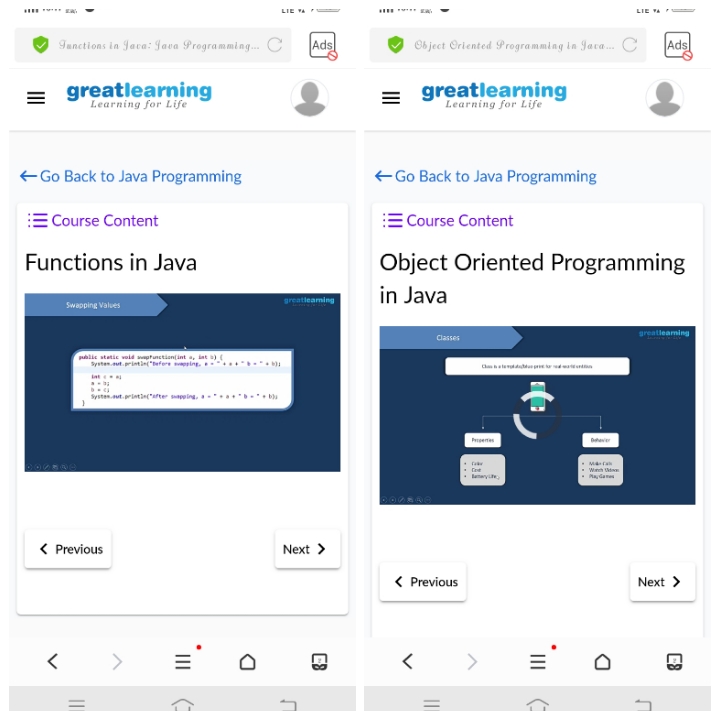 Functions in Java: Java Programming...
Ads
greatlearning
Learning for Life
Go Back to Java Programming
Course Content
Functions in Java
Swapping Values
greatlearning
public static void swapFunction(int a, int b) {
System.out.println("Before swapping, a = " + a + " b = " + b);
int c = a;
a = b;
b = c;
System.out.println("After swapping, a = " + a + " b = " + b);
}
Previous
Next
LTE
Object Oriented Programming in Java...
Ads
greatlearning
Learning for Life
Go Back to Java Programming
Course Content
Object Oriented Programming
in Java
Classes
greatlearning
Class is a template/blue print for real-world entities
Properties
Behavior
• Color
• Cost
• Battery Life
• Make Calls
• Watch Videos
• Play Games
Previous
Next